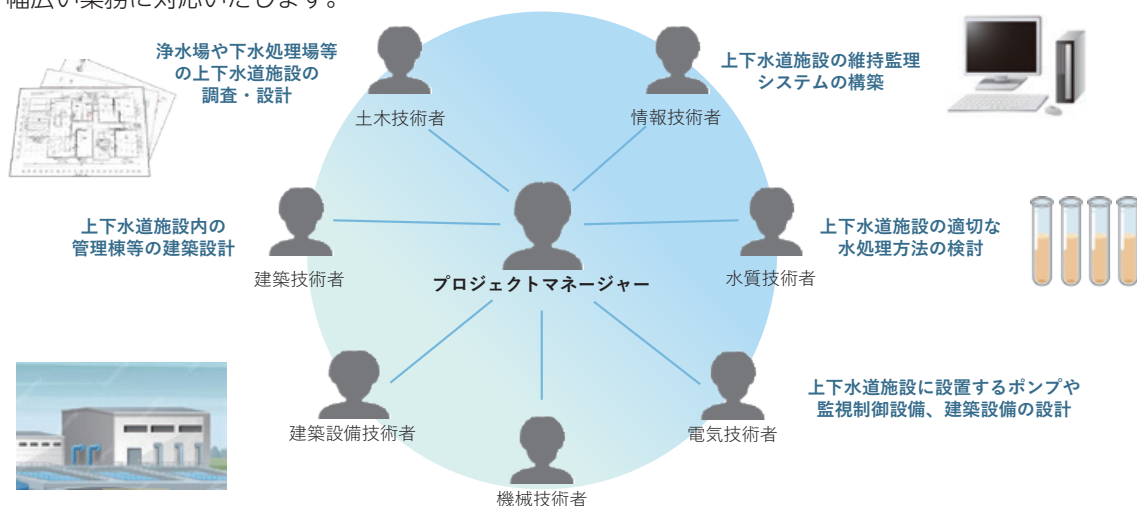 幅広い業務に対応いたします。
浄水場や下水処理場等
の上下水道施設の
調査・設計
土木技術者
情報技術者
上下水道施設の維持監理
システムの構築
上下水道施設内の
管理棟等の建築設計
建築技術者
プロジェクトマネージャー
水質技術者
上下水道施設の適切な
水処理方法の検討
建築設備技術者
機械技術者
電気技術者
上下水道施設に設置するポンプや
監視制御設備、建築設備の設計